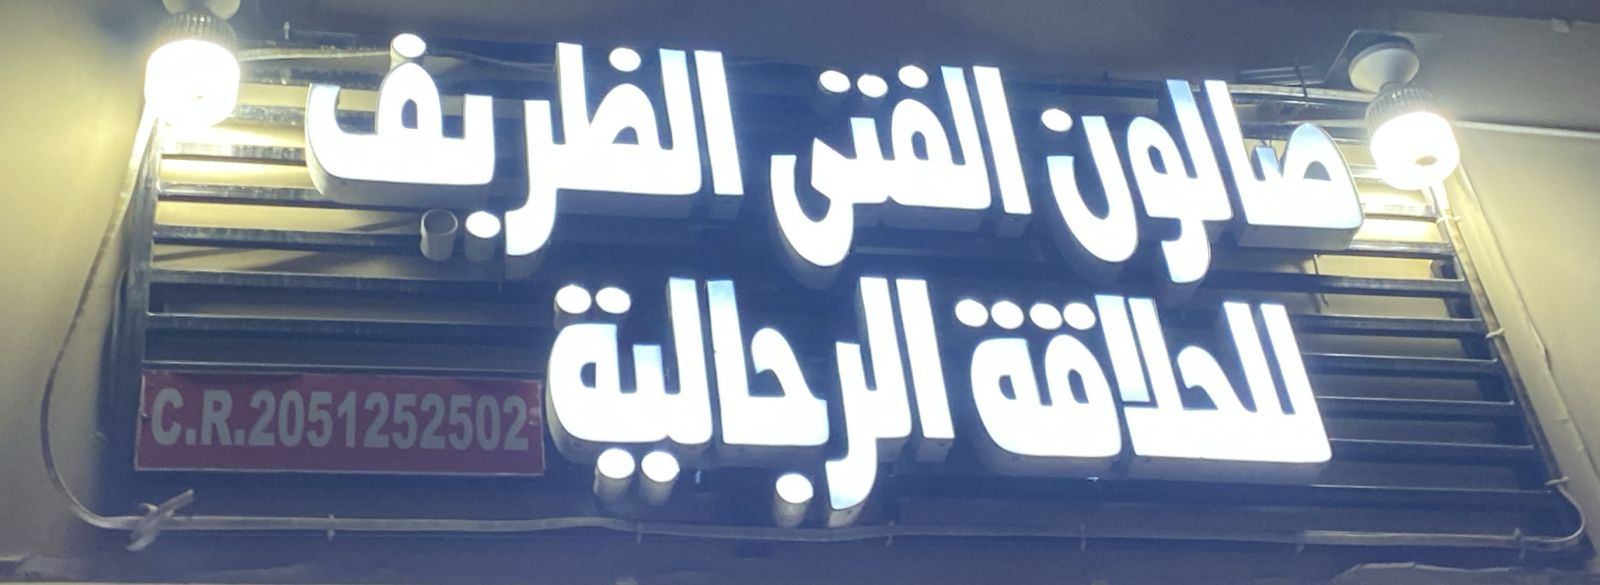 صالون الفتى الظريف
للحلاقة الرجالية
C.R.2051252502